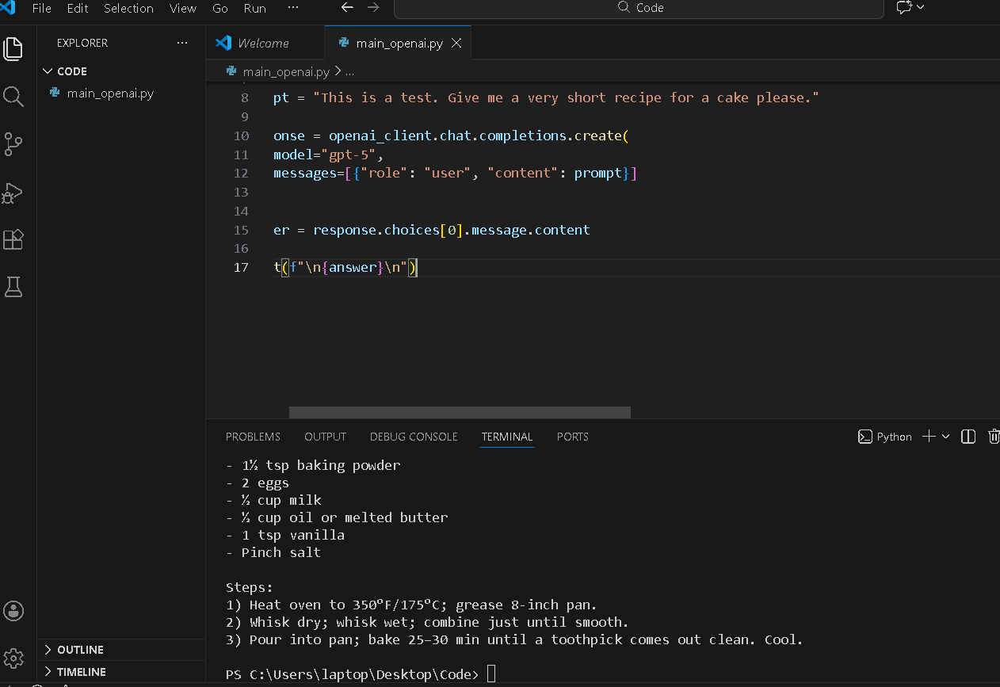 File Edit Selection View Go Run ··· Code
EXPLORER ···
CODE
main_openai.py
Welcome
main_openai.py
main_openai.py > ...
8 pt = "This is a test. Give me a very short recipe for a cake please."
9
10 onse = openai_client.chat.completions.create(
11 model="gpt-5",
12 messages=[{"role": "user", "content": prompt}]
13
14
15 er = response.choices[0].message.content
16
17 t(f"\n{answer}\n")
PROBLEMS OUTPUT DEBUG CONSOLE TERMINAL PORTS
Python
- 1½ tsp baking powder
- 2 eggs
- ½ cup milk
- ½ cup oil or melted butter
- 1 tsp vanilla
- Pinch salt
Steps:
1) Heat oven to 350°F/175°C; grease 8-inch pan.
2) Whisk dry; whisk wet; combine just until smooth.
3) Pour into pan; bake 25–30 min until a toothpick comes out clean. Cool.
PS C:\Users\laptop\Desktop\Code>
OUTLINE
TIMELINE